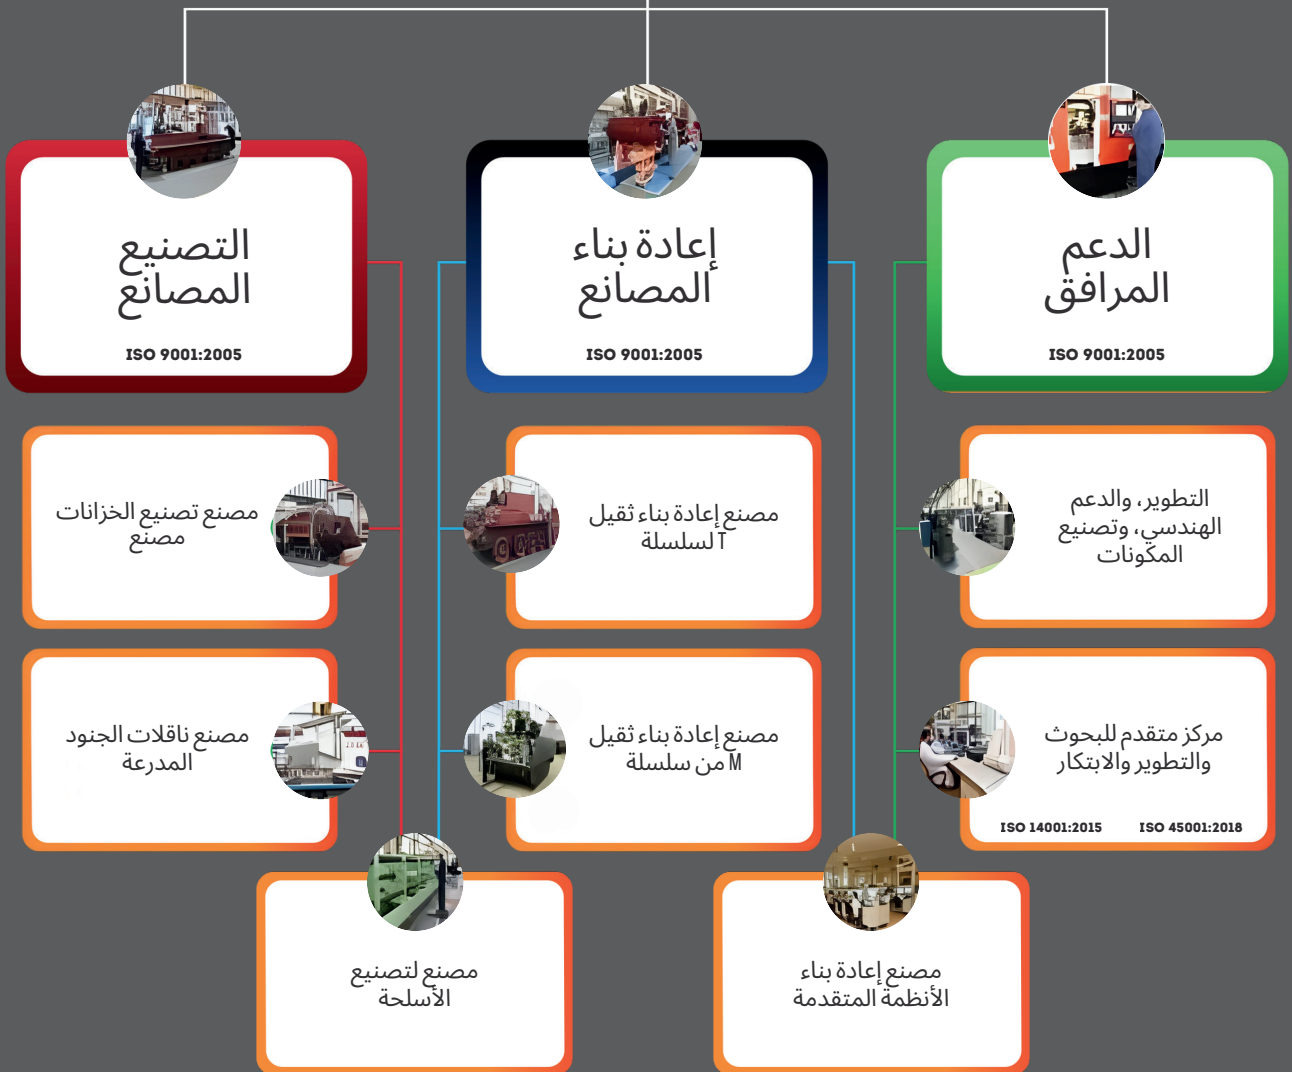 الدعم
المرافق
ISO 9001:2005
إعادة بناء
المصانع
ISO 9001:2005
التصنيع
المصانع
ISO 9001:2005
التطوير، والدعم
الهندسي، وتصنيع
المكونات
مصنع إعادة بناء ثقيل
T لسلسلة
مصنع تصنيع الخزانات
مصنع
مركز متقدم للبحوث
والتطوير والابتكار
ISO 14001:2015 ISO 45001:2018
مصنع إعادة بناء ثقيل
M من سلسلة
مصنع ناقلات الجنود
المدرعة
مصنع إعادة بناء
الأنظمة المتقدمة
مصنع لتصنيع
الأسلحة